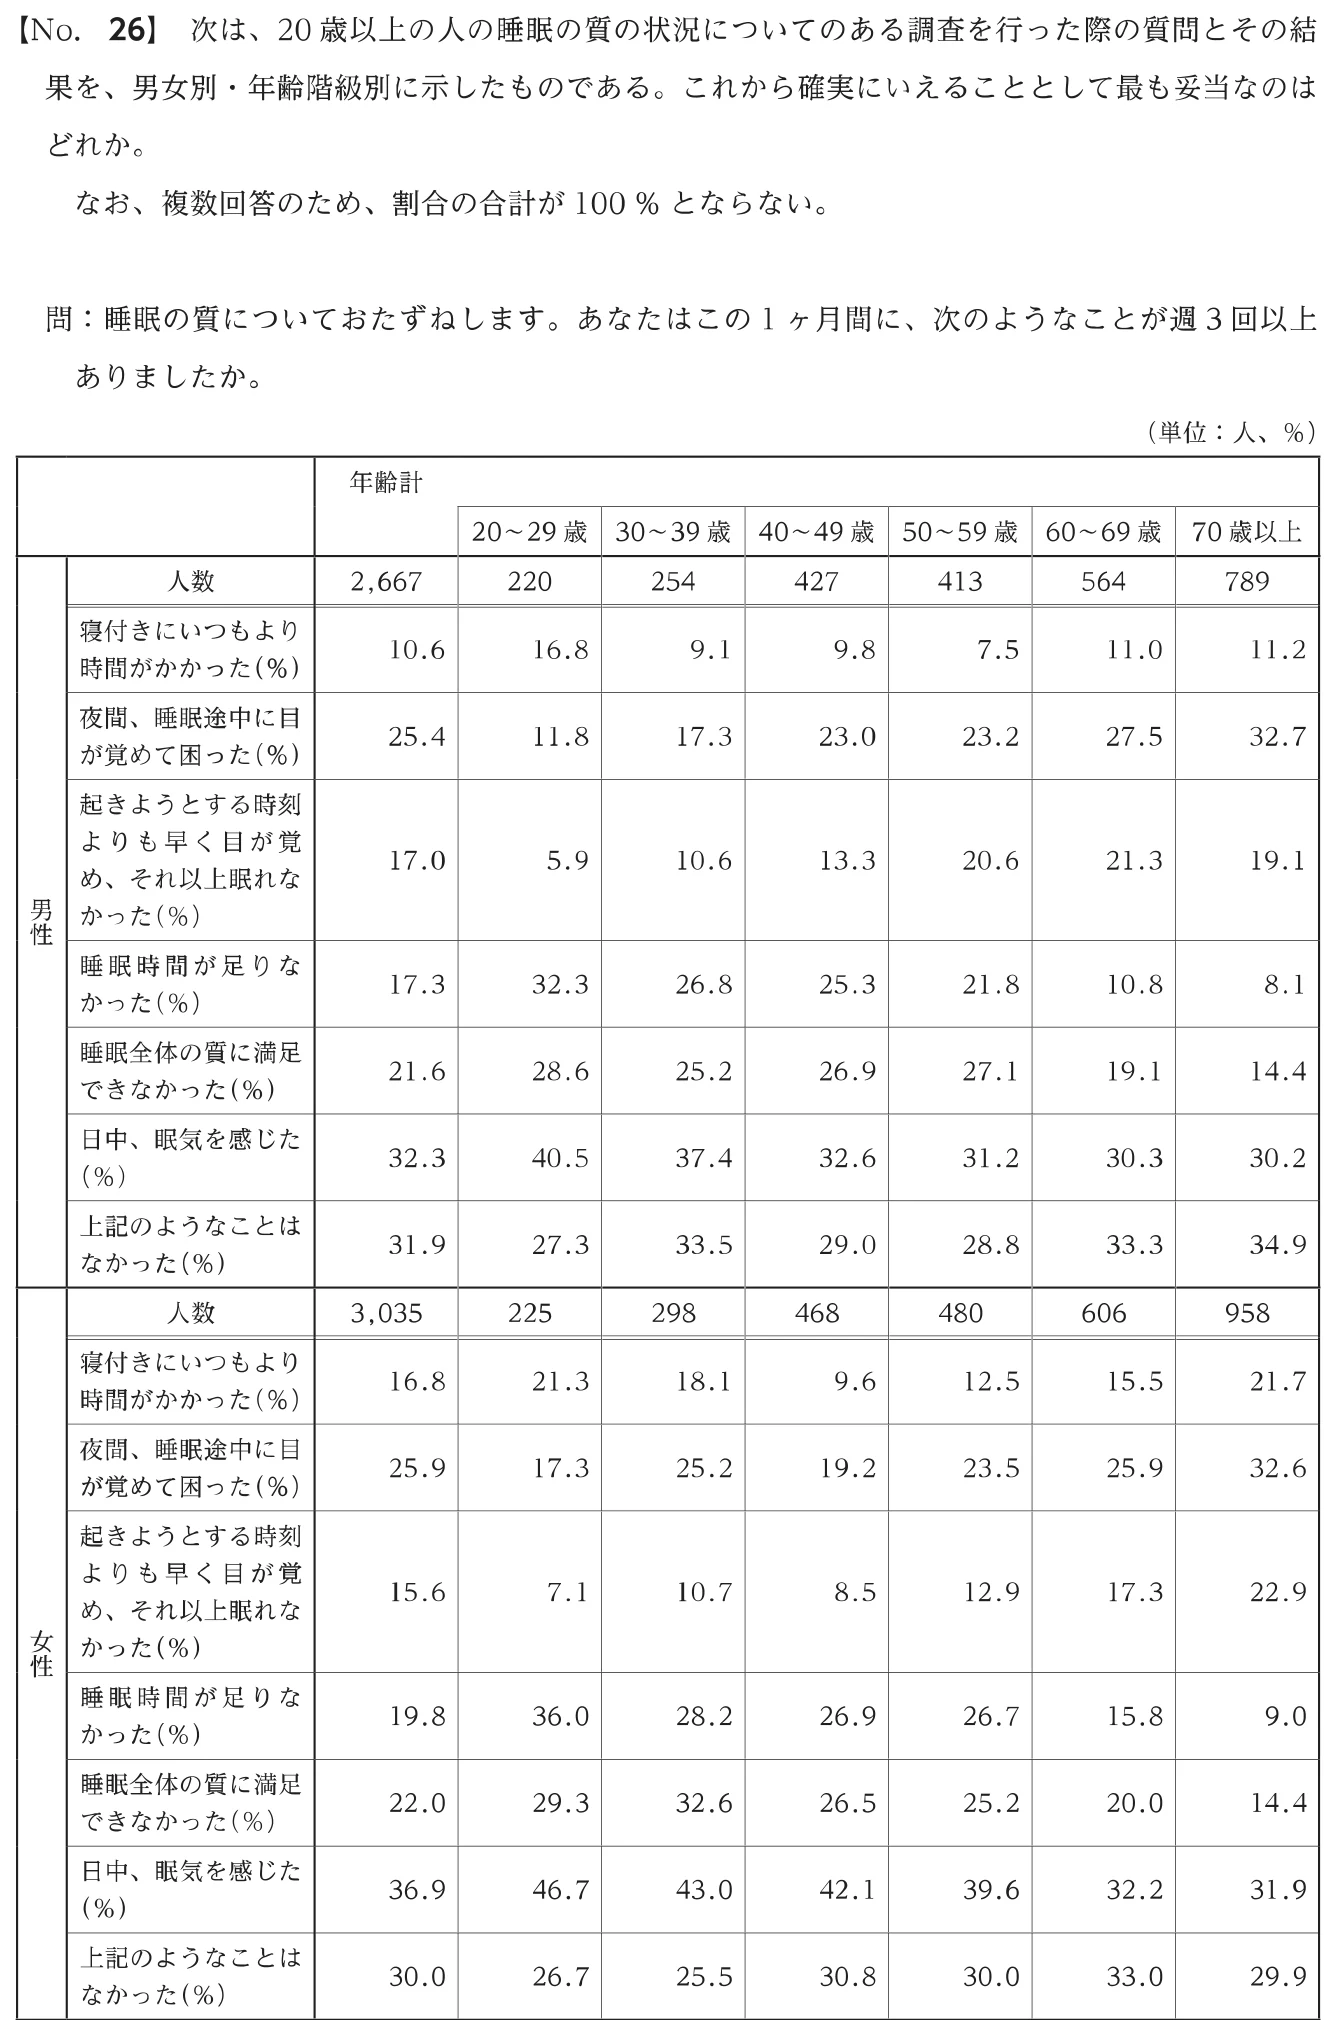 【No. 26】 次は、20歳以上の人の睡眠の質の状況についてのある調査を行った際の質問とその結
果を、男女別・年齢階級別に示したものである。これから確実にいえることとして最も妥当なのは
どれか。
なお、複数回答のため、割合の合計が100％とならない。
問：睡眠の質についておたずねします。あなたはこの1ヶ月間に、次のようなことが週3回以上
ありましたか。
（単位：人、％）
年齢計
20～29歳 30～39歳 40～49歳 50～59歳 60～69歳 70歳以上
男性
人数 2,667 220 254 427 413 564 789
寝付きにいつもより
時間がかかった(％) 10.6 16.8 9.1 9.8 7.5 11.0 11.2
夜間、睡眠途中に目
が覚めて困った(％) 25.4 11.8 17.3 23.0 23.2 27.5 32.7
起きようとする時刻
よりも早く目が覚
め、それ以上眠れな
かった(％) 17.0 5.9 10.6 13.3 20.6 21.3 19.1
睡眠時間が足りな
かった(％) 17.3 32.3 26.8 25.3 21.8 10.8 8.1
睡眠全体の質に満足
できなかった(％) 21.6 28.6 25.2 26.9 27.1 19.1 14.4
日中、眠気を感じた
(％) 32.3 40.5 37.4 32.6 31.2 30.3 30.2
上記のようなことは
なかった(％) 31.9 27.3 33.5 29.0 28.8 33.3 34.9
女性
人数 3,035 225 298 468 480 606 958
寝付きにいつもより
時間がかかった(％) 16.8 21.3 18.1 9.6 12.5 15.5 21.7
夜間、睡眠途中に目
が覚めて困った(％) 25.9 17.3 25.2 19.2 23.5 25.9 32.6
起きようとする時刻
よりも早く目が覚
め、それ以上眠れな
かった(％) 15.6 7.1 10.7 8.5 12.9 17.3 22.9
睡眠時間が足りな
かった(％) 19.8 36.0 28.2 26.9 26.7 15.8 9.0
睡眠全体の質に満足
できなかった(％) 22.0 29.3 32.6 26.5 25.2 20.0 14.4
日中、眠気を感じた
(％) 36.9 46.7 43.0 42.1 39.6 32.2 31.9
上記のようなことは
なかった(％) 30.0 26.7 25.5 30.8 30.0 33.0 29.9